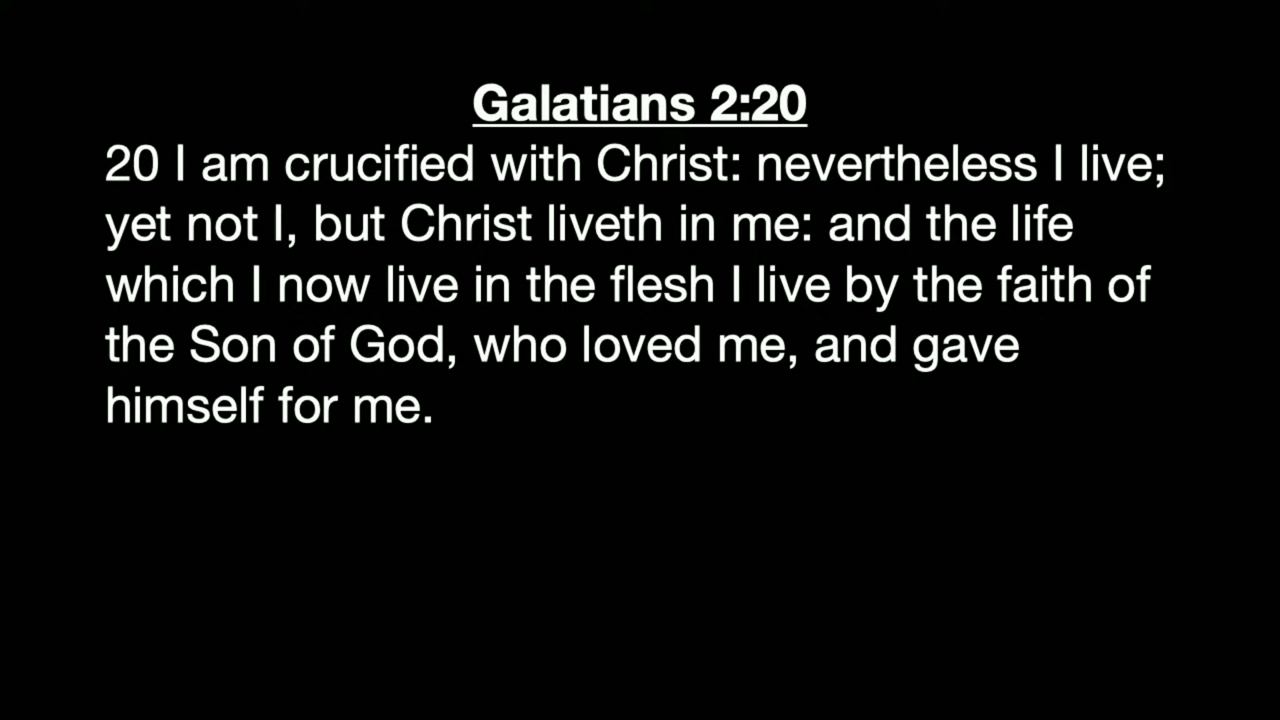 Galatians 2:20
20 I am crucified with Christ: nevertheless I live;
yet not I, but Christ liveth in me: and the life
which I now live in the flesh I live by the faith of
the Son of God, who loved me, and gave
himself for me.